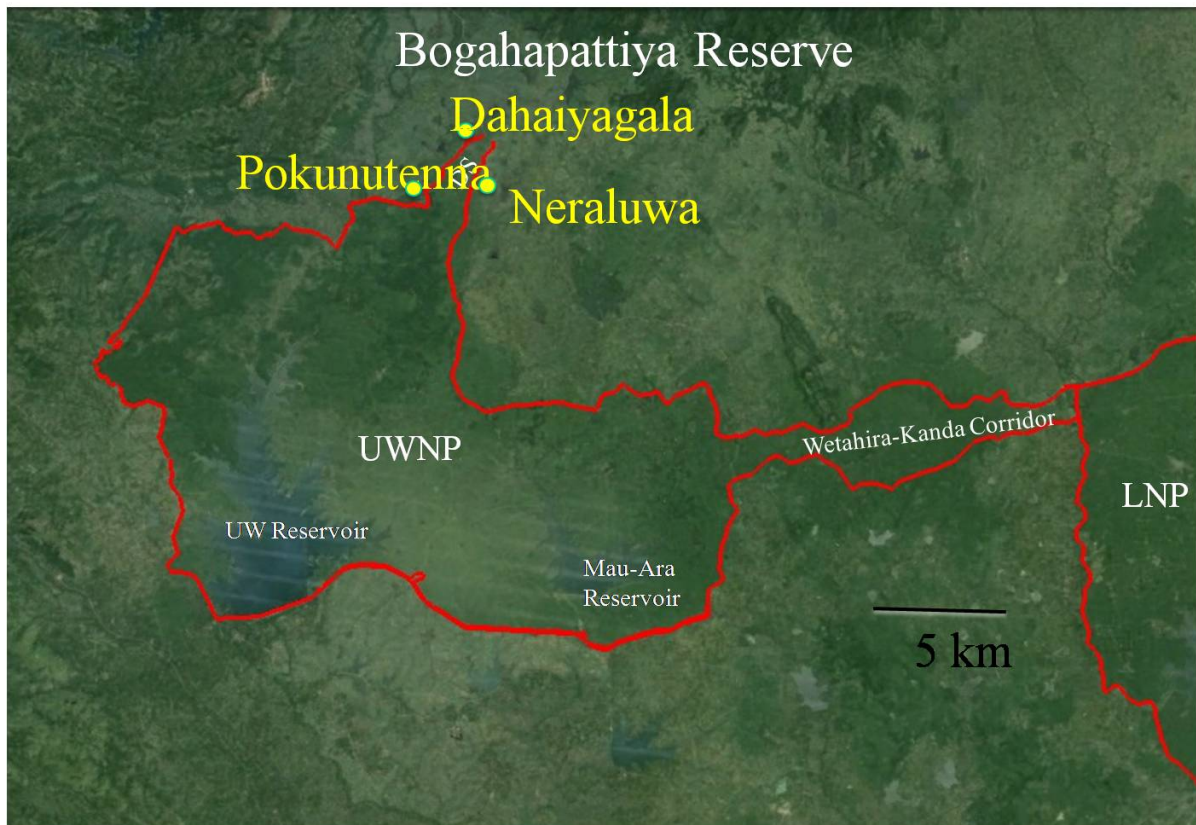 Bogahapattiya Reserve
Dahaiyagala
Pokunutenna
Neraluwa
Wetahira-Kanda Corridor
UWNP
LNP
UW Reservoir
Mau-Ara
Reservoir
5 km